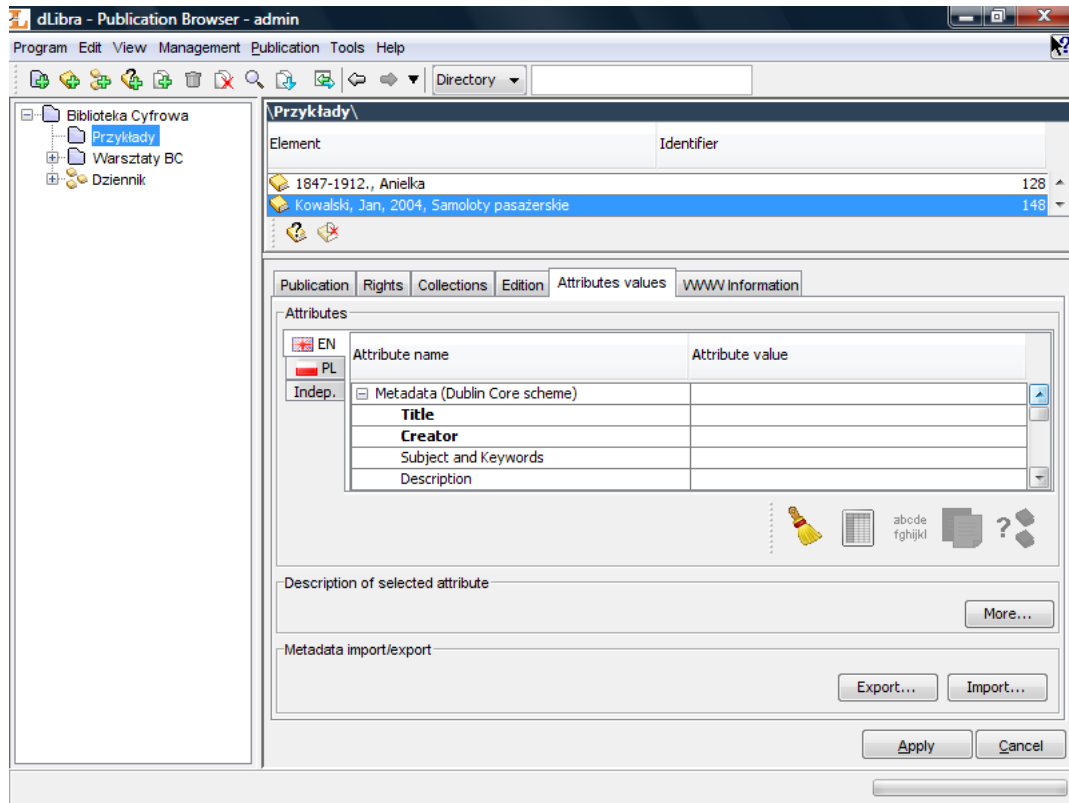 dLibra - Publication Browser - admin
Program Edit View Management Publication Tools Help
Directory
Biblioteka Cyfrowa
Przykłady
Warsztaty BC
Dziennik
\Przykłady\
Element Identifier
1847-1912., Anielka 128
Kowalski, Jan, 2004, Samoloty pasażerskie 148
Publication Rights Collections Edition Attributes values WWW Information
Attributes
EN
PL
Indep.
Attribute name Attribute value
Metadata (Dublin Core scheme)
Title
Creator
Subject and Keywords
Description
abcde
fghijkl
Description of selected attribute
More...
Metadata import/export
Export... Import...
Apply Cancel